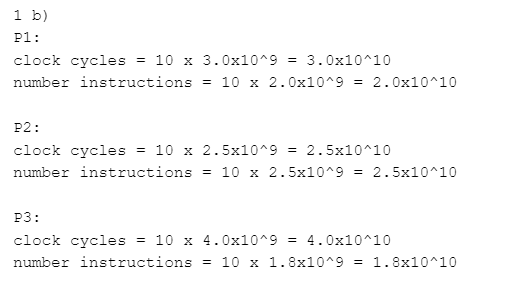 1 b)
P1:
clock cycles = 10 x 3.0x10^9 = 3.0x10^10
number instructions = 10 x 2.0x10^9 = 2.0x10^10
P2:
clock cycles = 10 x 2.5x10^9 = 2.5x10^10
number instructions = 10 x 2.5x10^9 = 2.5x10^10
P3:
clock cycles = 10 x 4.0x10^9 = 4.0x10^10
number instructions = 10 x 1.8x10^9 = 1.8x10^10